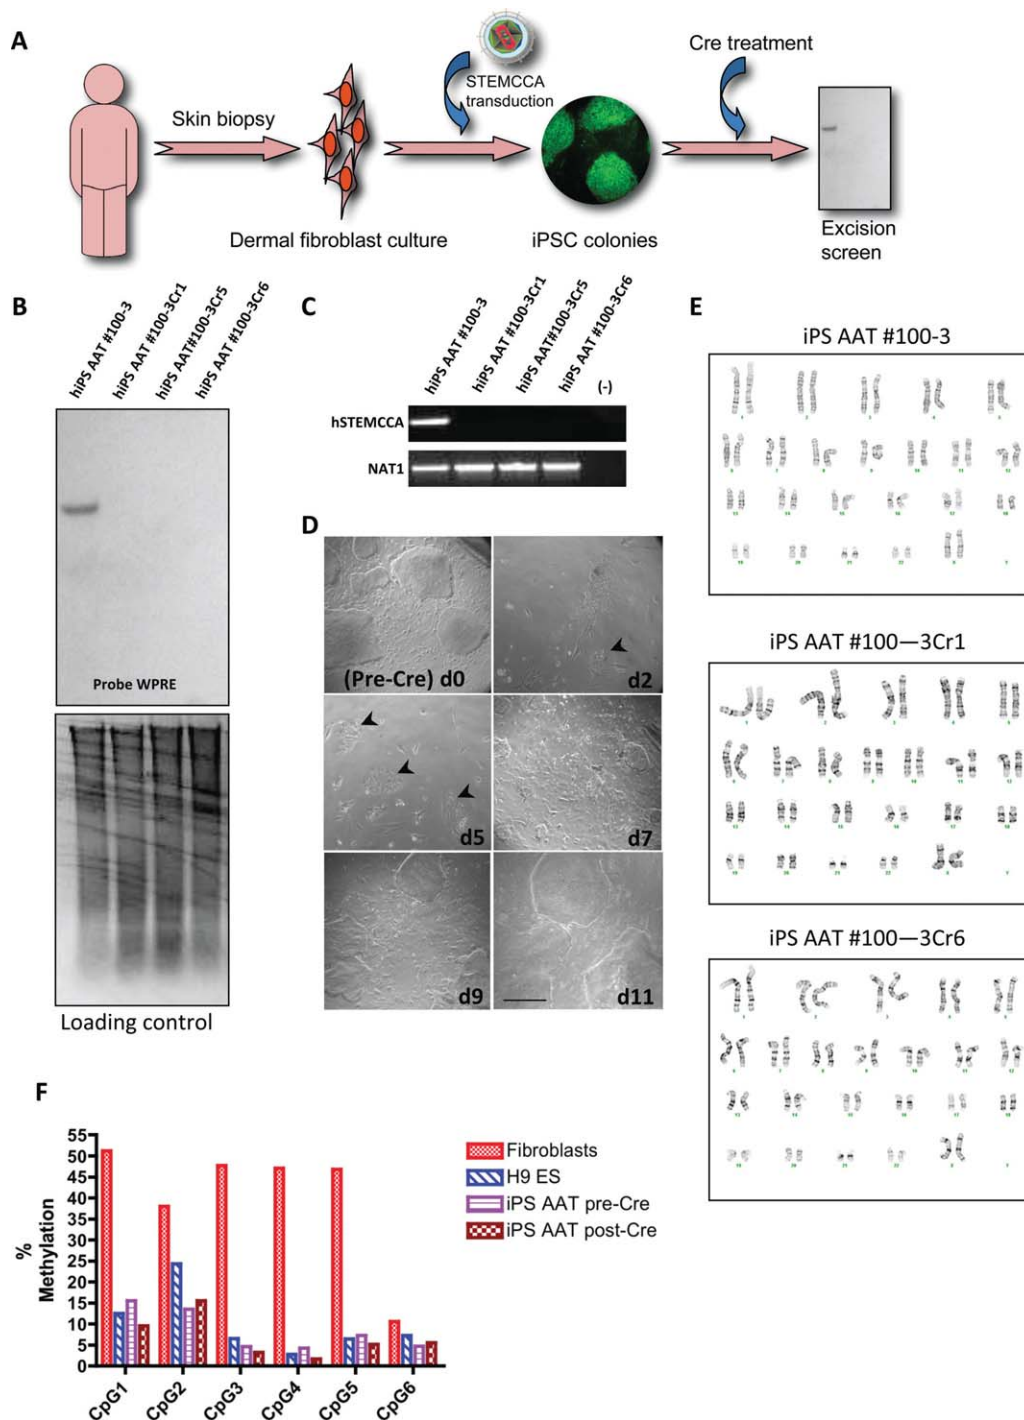 A
Skin biopsy
Dermal fibroblast culture
STEMCCA
transduction
iPSC colonies
Cre treatment
Excision
screen
B
hiPS AAT #100-3
hiPS AAT #100-3Cr1
hiPS AAT#100-3Cr5
hiPS AAT #100-3Cr6
Probe WPRE
Loading control
C
hiPS AAT #100-3
hiPS AAT #100-3Cr1
hiPS AAT#100-3Cr5
hiPS AAT #100-3Cr6
(-)
hSTEMCCA
NAT1
D
(Pre-Cre) d0
d2
d5
d7
d9
d11
E
iPS AAT #100-3
iPS AAT #100—3Cr1
iPS AAT #100—3Cr6
F
% Methylation
55
50
45
40
35
30
25
20
15
10
5
0
CpG1
CpG2
CpG3
CpG4
CpG5
CpG6
Fibroblasts
H9 ES
iPS AAT pre-Cre
iPS AAT post-Cre